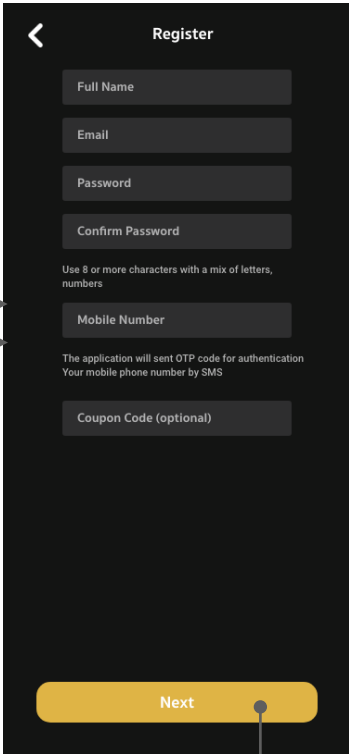 Register
Full Name
Email
Password
Confirm Password
Use 8 or more characters with a mix of letters,
numbers
Mobile Number
The application will sent OTP code for authentication
Your mobile phone number by SMS
Coupon Code (optional)
Next